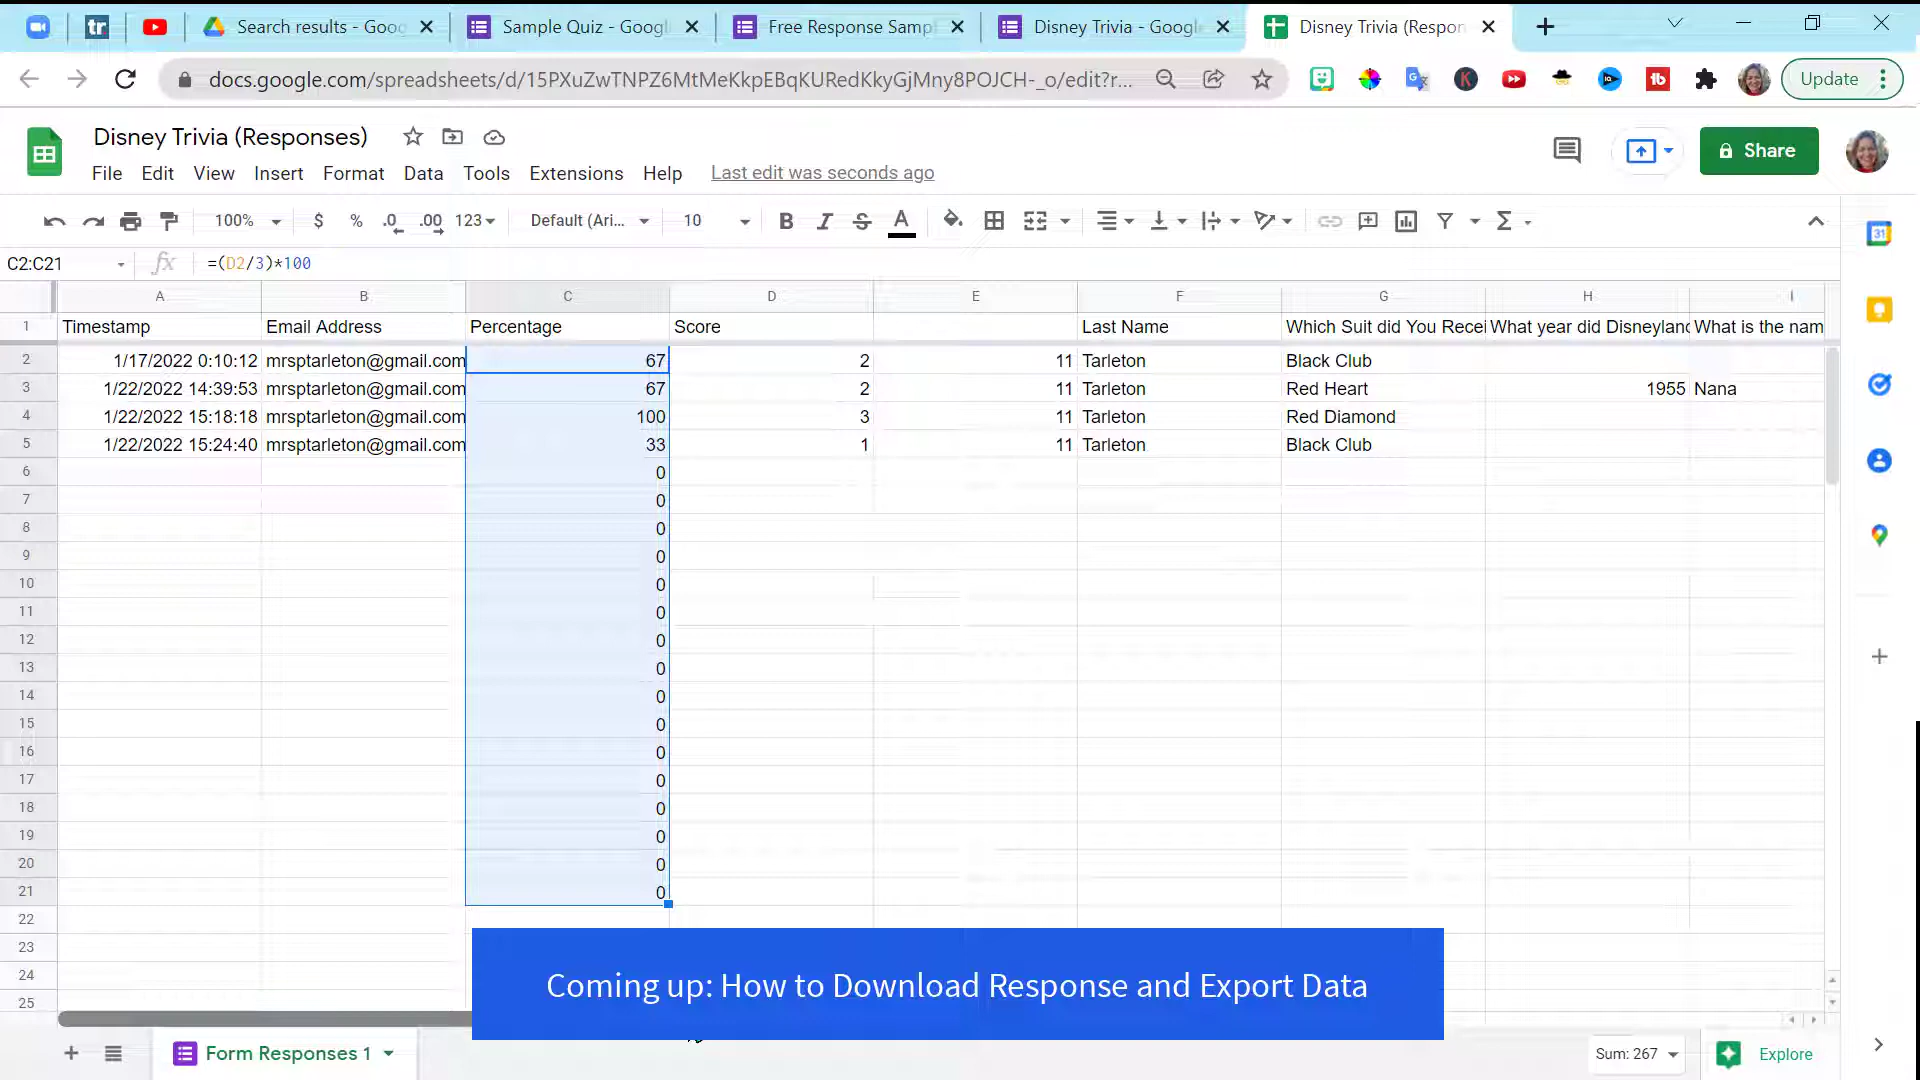 tr Search results - Goo Sample Quiz - Googl Free Response Samp Disney Trivia - Google Disney Trivia (Respon
docs.google.com/spreadsheets/d/15PXuZwTNPZ6MtMeKkpEBqKURedKkyGjMny8POJCH-_o/edit?r... Update
Disney Trivia (Responses)
Share
File Edit View Insert Format Data Tools Extensions Help Last edit was seconds ago
100% $ % .0 .00 123 Default (Ari... 10 B I S A
C2:C21 fx =(D2/3)*100
A B C D E F G H I
1 Timestamp Email Address Percentage Score Last Name Which Suit did You Recei What year did Disneyland What is the nam
2 1/17/2022 0:10:12 mrsptarleton@gmail.com 67 2 11 Tarleton Black Club
3 1/22/2022 14:39:53 mrsptarleton@gmail.com 67 2 11 Tarleton Red Heart 1955 Nana
4 1/22/2022 15:18:18 mrsptarleton@gmail.com 100 3 11 Tarleton Red Diamond
5 1/22/2022 15:24:40 mrsptarleton@gmail.com 33 1 11 Tarleton Black Club
6 0
7 0
8 0
9 0
10 0
11 0
12 0
13 0
14 0
15 0
16 0
17 0
18 0
19 0
20 0
21 0
22
23
24
25
Coming up: How to Download Response and Export Data
Form Responses 1 Sum: 267 Explore